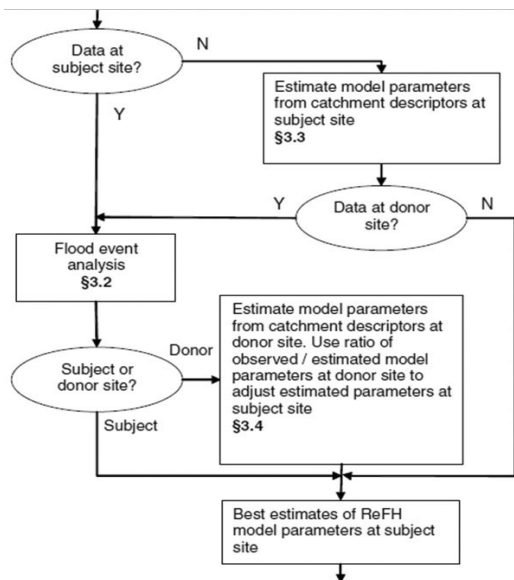 Data at
subject site?
N
Y
Estimate model parameters
from catchment descriptors at
subject site
§3.3
Y
Data at donor
site?
N
Flood event
analysis
§3.2
Estimate model parameters
from catchment descriptors at
donor site. Use ratio of
observed / estimated model
parameters at donor site to
adjust estimated parameters at
subject site
§3.4
Donor
Subject or
donor site?
Subject
Best estimates of ReFH
model parameters at subject
site